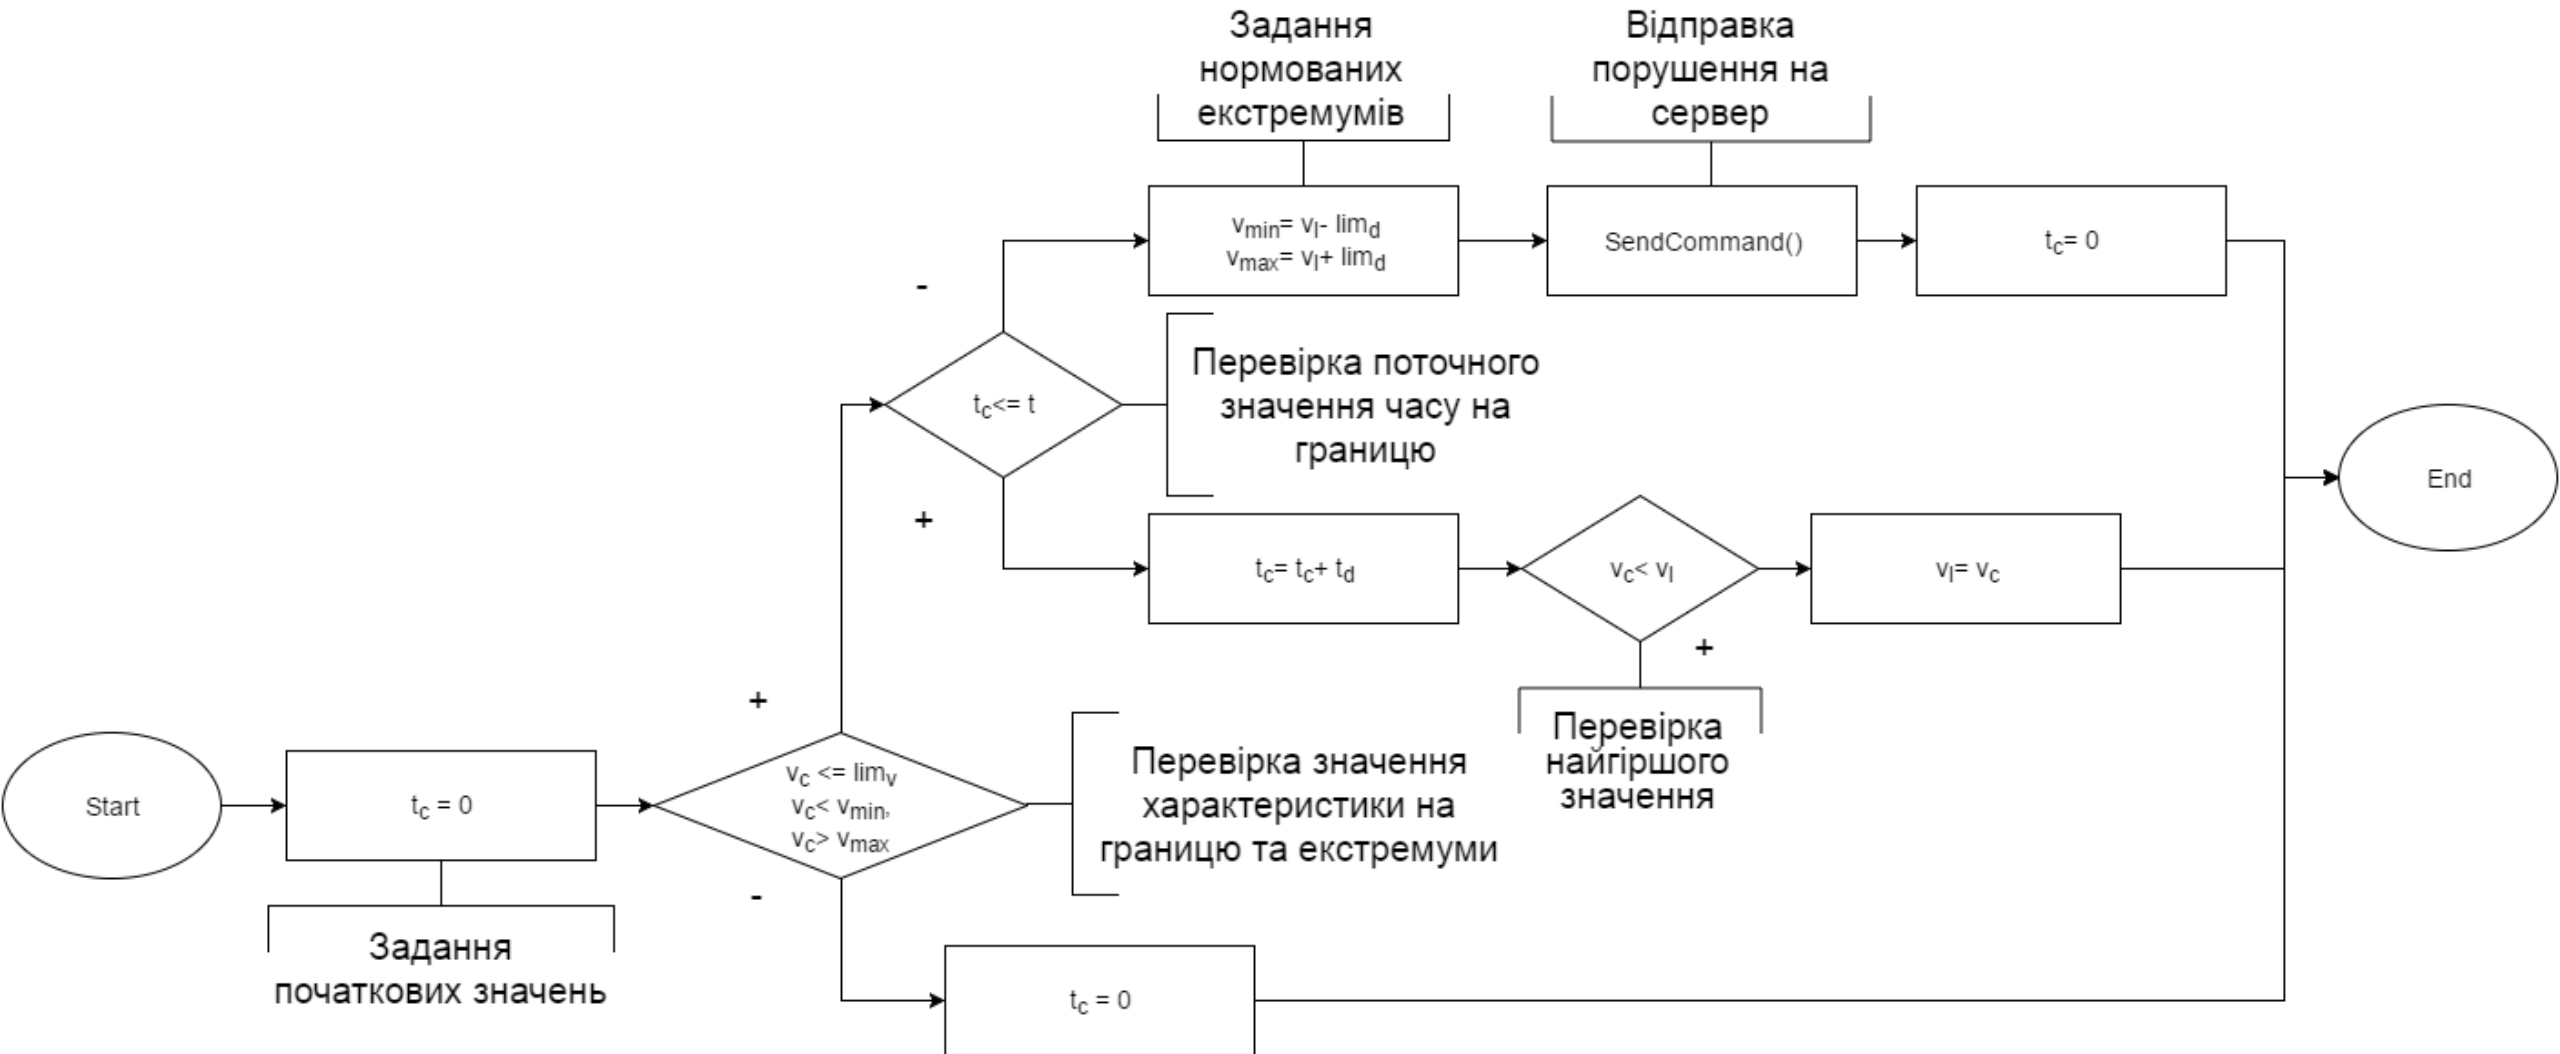 Задання
нормованих
екстремумів
Відправка
порушення на
сервер
vmin= vl- limd
vmax= vl+ limd
SendCommand()
tc= 0
-
tc<= t
Перевірка поточного
значення часу на
границю
+
tc= tc+ td
vc< vl
vl= vc
+
Перевірка
найгіршого
значення
End
+
Start
tc = 0
vc <= limv
vc< vmin,
vc> vmax
Перевірка значення
характеристики на
границю та екстремуми
-
Задання
початкових значень
tc = 0